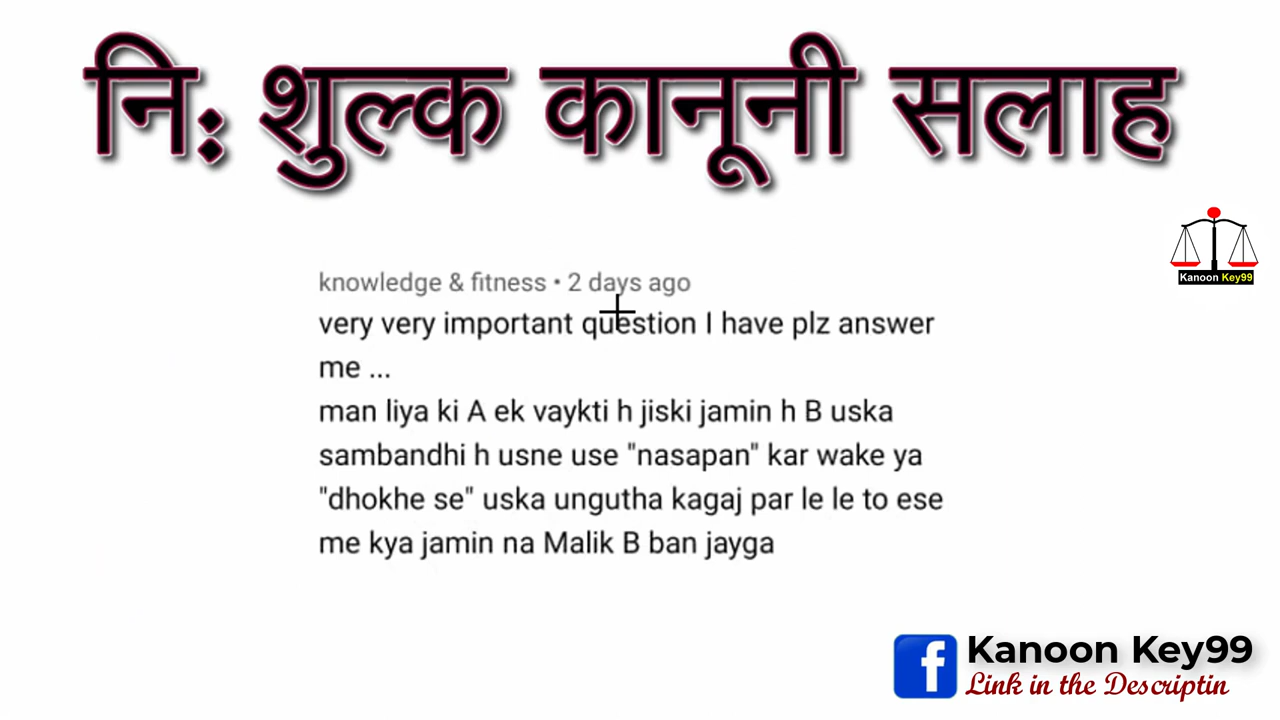 नि: शुल्क कानूनी सलाह
Kanoon Key99
knowledge & fitness • 2 days ago
very very important question I have plz answer
me ...
man liya ki A ek vaykti h jiski jamin h B uska
sambandhi h usne use "nasapan" kar wake ya
"dhokhe se" uska ungutha kagaj par le le to ese
me kya jamin na Malik B ban jayga
f Kanoon Key99
Link in the Descriptin